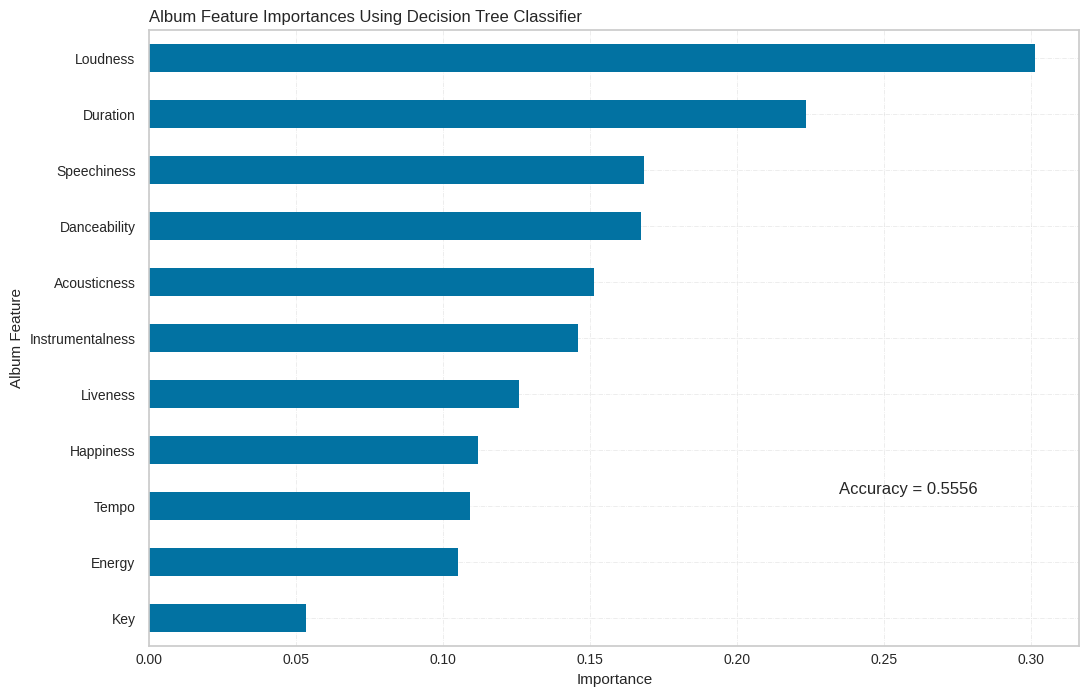 Album Feature Importances Using Decision Tree Classifier
Loudness
Duration
Speechiness
Danceability
Acousticness
Instrumentalness
Liveness
Happiness
Tempo
Energy
Key
Album Feature
Accuracy = 0.5556
0.00 0.05 0.10 0.15 0.20 0.25 0.30
Importance